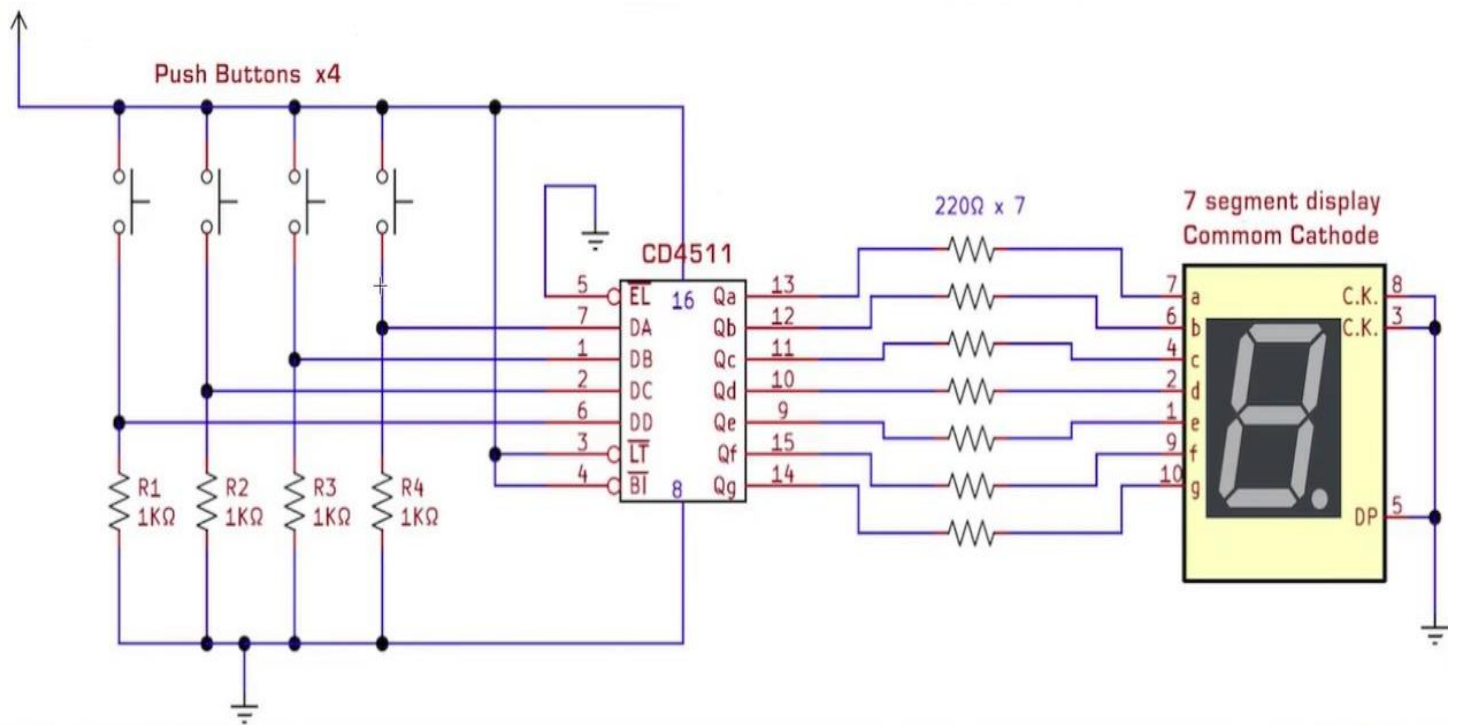 Push Buttons x4
220Ω x 7
7 segment display
Commom Cathode
CD4511
5 EL 16 Qa 13
7 DA Qb 12
1 DB Qc 11
2 DC Qd 10
6 DD Qe 9
3 LT Qf 15
4 BI 8 Qg 14
7 a C.K. 8
6 b C.K. 3
4 c
2 d
1 e
9 f
10 g
DP 5
R1
1KΩ
R2
1KΩ
R3
1KΩ
R4
1KΩ